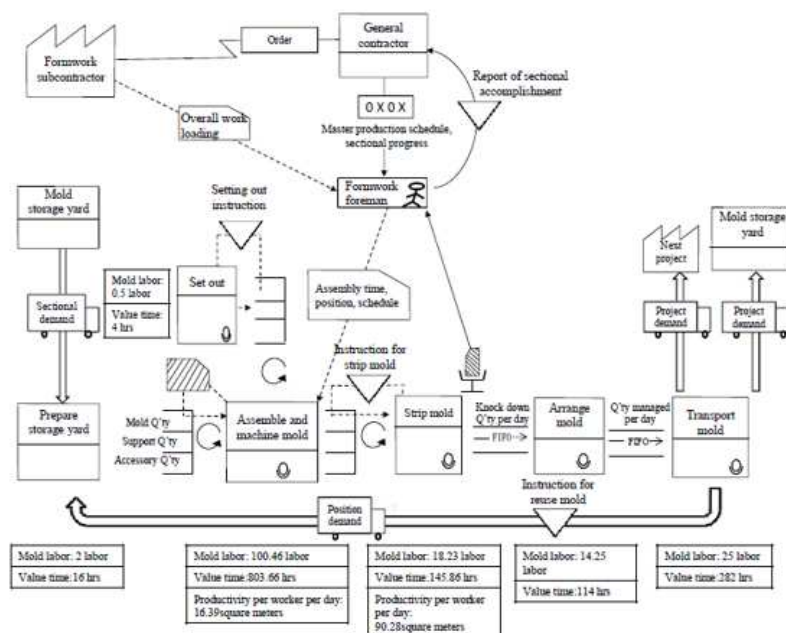 Formwork
subcontractor
Order
General
contractor
Report of sectional
accomplishment
Overall work
loading
0 X 0 X
Master production schedule,
sectional progress
Formwork
foreman
Mold
storage yard
Setting out
instruction
Mold labor:
0.5 labor
Value time:
4 hrs
Set out
Sectional
demand
Assembly time,
position, schedule
Next
project
Mold storage
yard
Project
demand
Project
demand
Instruction for
strip mold
Prepare
storage yard
Mold Q'ty
Support Q'ty
Accessory Q'ty
Assemble and
machine mold
Strip mold
Knock down
Q'ty per day
FIFO
Arrange
mold
Q'ty managed
per day
FIFO
Transport
mold
Position
demand
Instruction for
reuse mold
Mold labor: 2 labor
Value time:16 hrs
Mold labor: 100.46 labor
Value time:803.66 hrs
Productivity per worker per day:
16.39square meters
Mold labor: 18.23 labor
Value time:145.86 hrs
Productivity per worker
per day:
90.28square meters
Mold labor: 14.25
labor
Value time:114 hrs
Mold labor: 25 labor
Value time:282 hrs